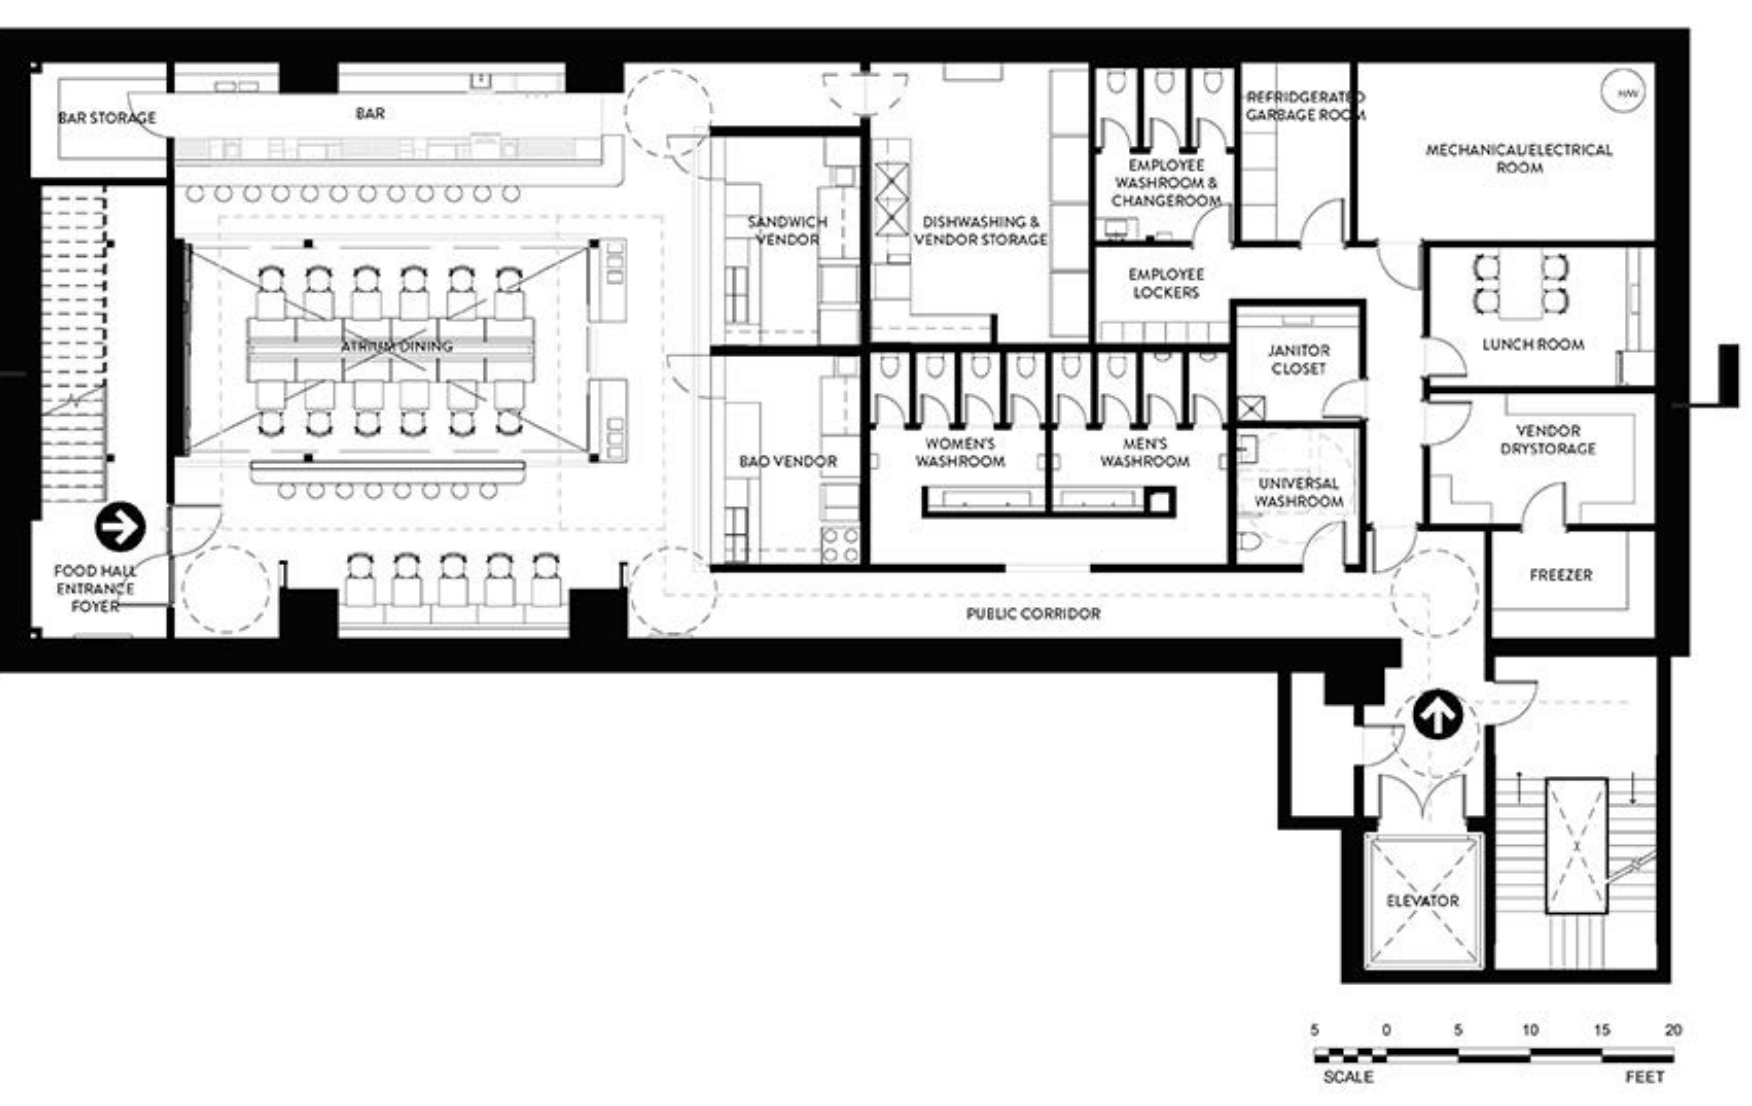 BAR STORAGE
BAR
REFRIDGERATED
GARBAGE ROOM
HW
MECHANICAL/ELECTRICAL
ROOM
EMPLOYEE
WASHROOM &
CHANGEROOM
SANDWICH
VENDOR
DISHWASHING &
VENDOR STORAGE
EMPLOYEE
LOCKERS
ATRIUM DINING
JANITOR
CLOSET
LUNCH ROOM
BAO VENDOR
WOMEN'S
WASHROOM
MEN'S
WASHROOM
UNIVERSAL
WASHROOM
VENDOR
DRYSTORAGE
FOOD HALL
ENTRANCE
FOYER
PUBLIC CORRIDOR
FREEZER
ELEVATOR
5 0 5 10 15 20
SCALE FEET